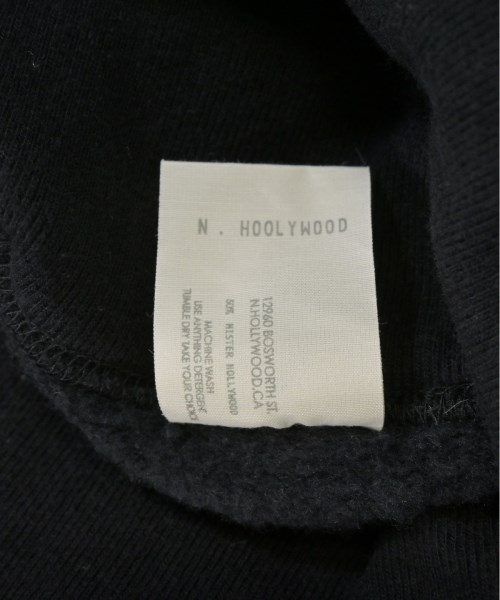 N. HOOLYWOOD
12960 BOSWORTH ST.
N.HOLLYWOOD,CA
50% MISTER HOLLYWOOD
MACHINE WASH
USE ANYTHING DETERGENT
TUMBLE DRY TAKE YOUR CHOICE